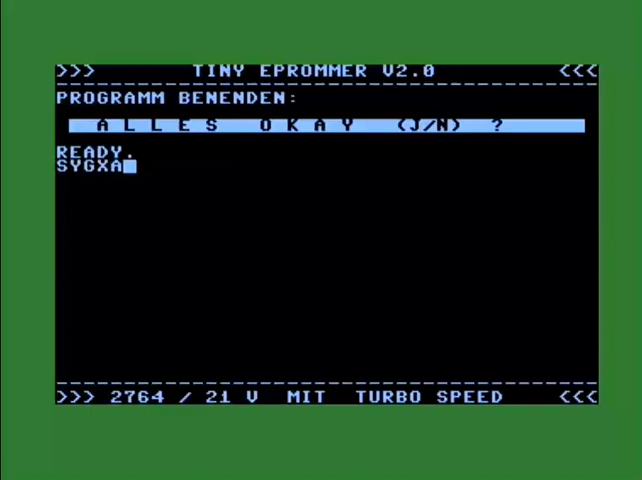 >>> TINY EPROMMER V2.0 <<<
PROGRAMM BENENDEN:
A L L E S O K A Y (J/N) ?
READY.
SYGXA
>>> 2764 / 21 V MIT TURBO SPEED <<<